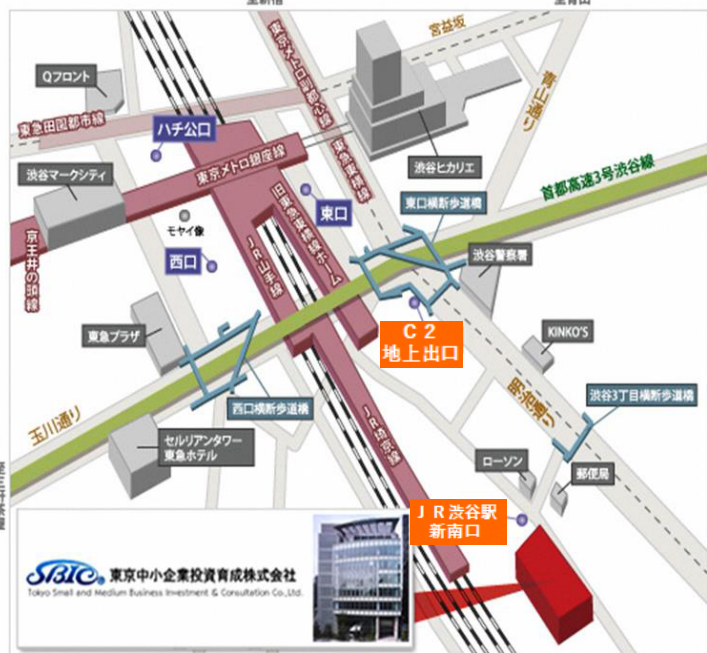 至新宿
至青山
宮益坂
東京メトロ副都心線
青山通り
Qフロント
東急田園都市線
ハチ公口
渋谷ヒカリエ
東京メトロ銀座線
東急東横線
首都高速3号渋谷線
渋谷マークシティ
旧東急東横線ホーム
東口
東口横断歩道橋
モヤイ像
京王井の頭線
西口
JR山手線
渋谷警察署
C2
地上出口
東急プラザ
KINKO'S
明治通り
渋谷3丁目横断歩道橋
西口横断歩道橋
玉川通り
JR埼京線
セルリアンタワー
東急ホテル
ローソン
郵便局
JR渋谷駅
新南口
SBIC
東京中小企業投資育成株式会社
Tokyo Small and Medium Business Investment & Consultation Co.,Ltd.